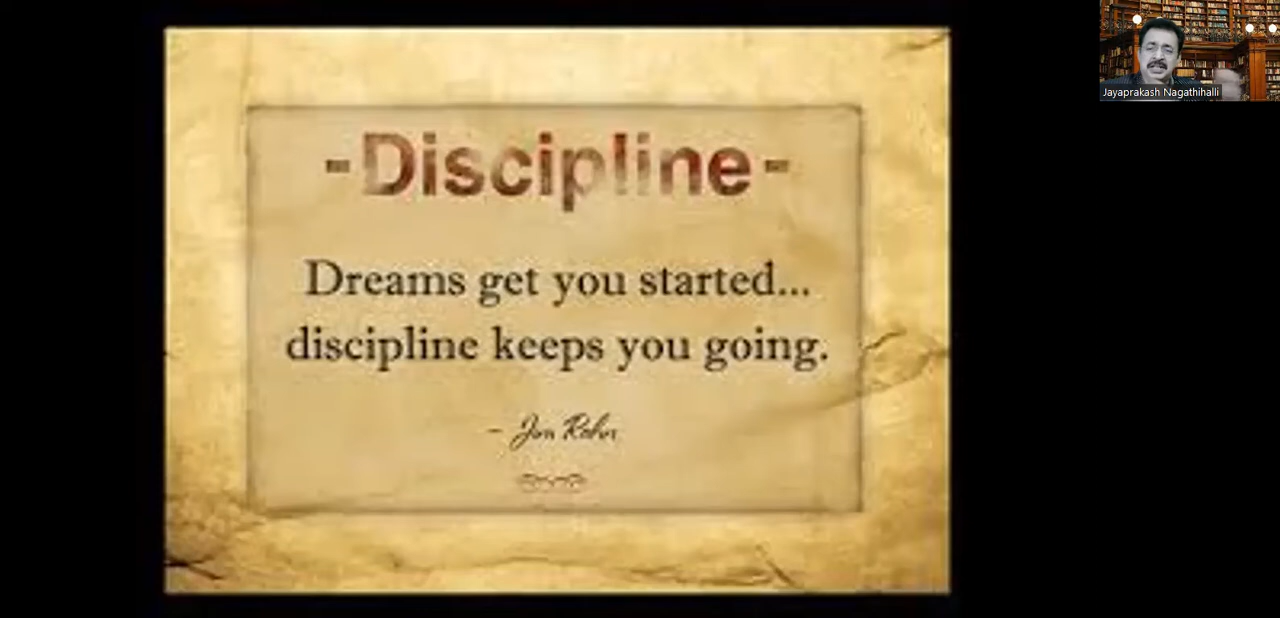 -Discipline-
Dreams get you started...
discipline keeps you going.
- Jim Rohn
Jayaprakash Nagathihalli